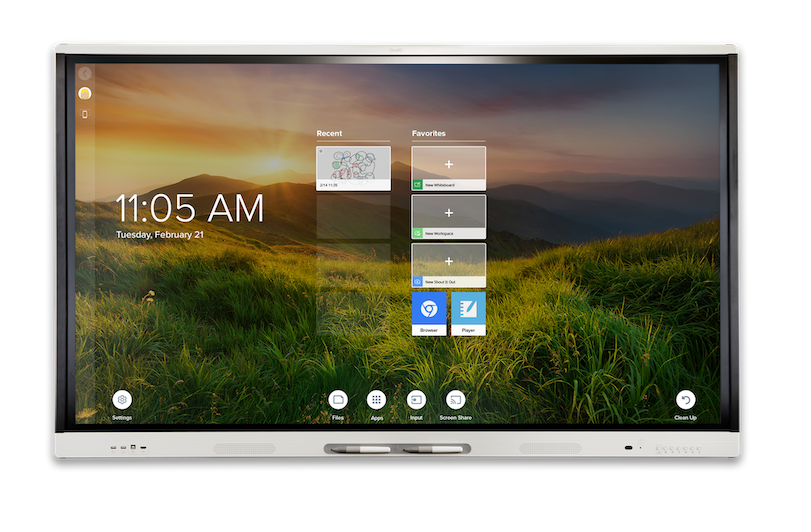 Recent
Favorites
2/14 11:35
New Whiteboard
11:05 AM
Tuesday, February 21
New Workspace
New Shout It Out
Browser
Player
Settings
Files
Apps
Input
Screen Share
Clean Up